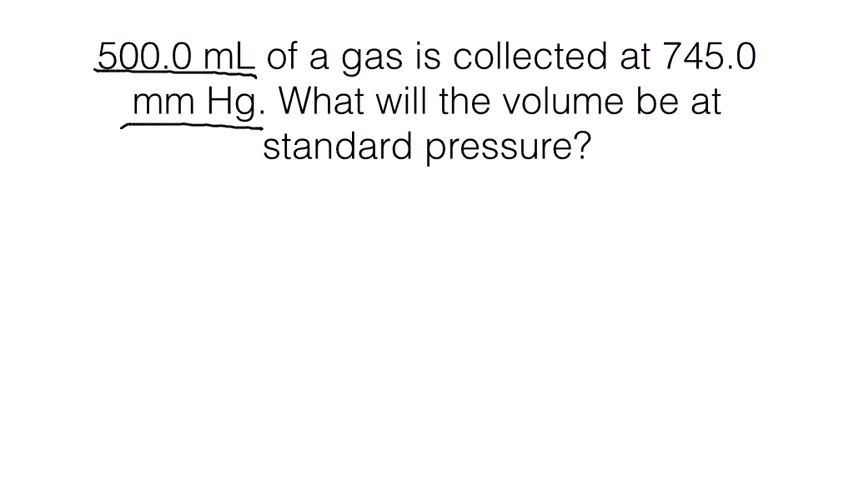 500.0 mL of a gas is collected at 745.0
mm Hg. What will the volume be at
standard pressure?